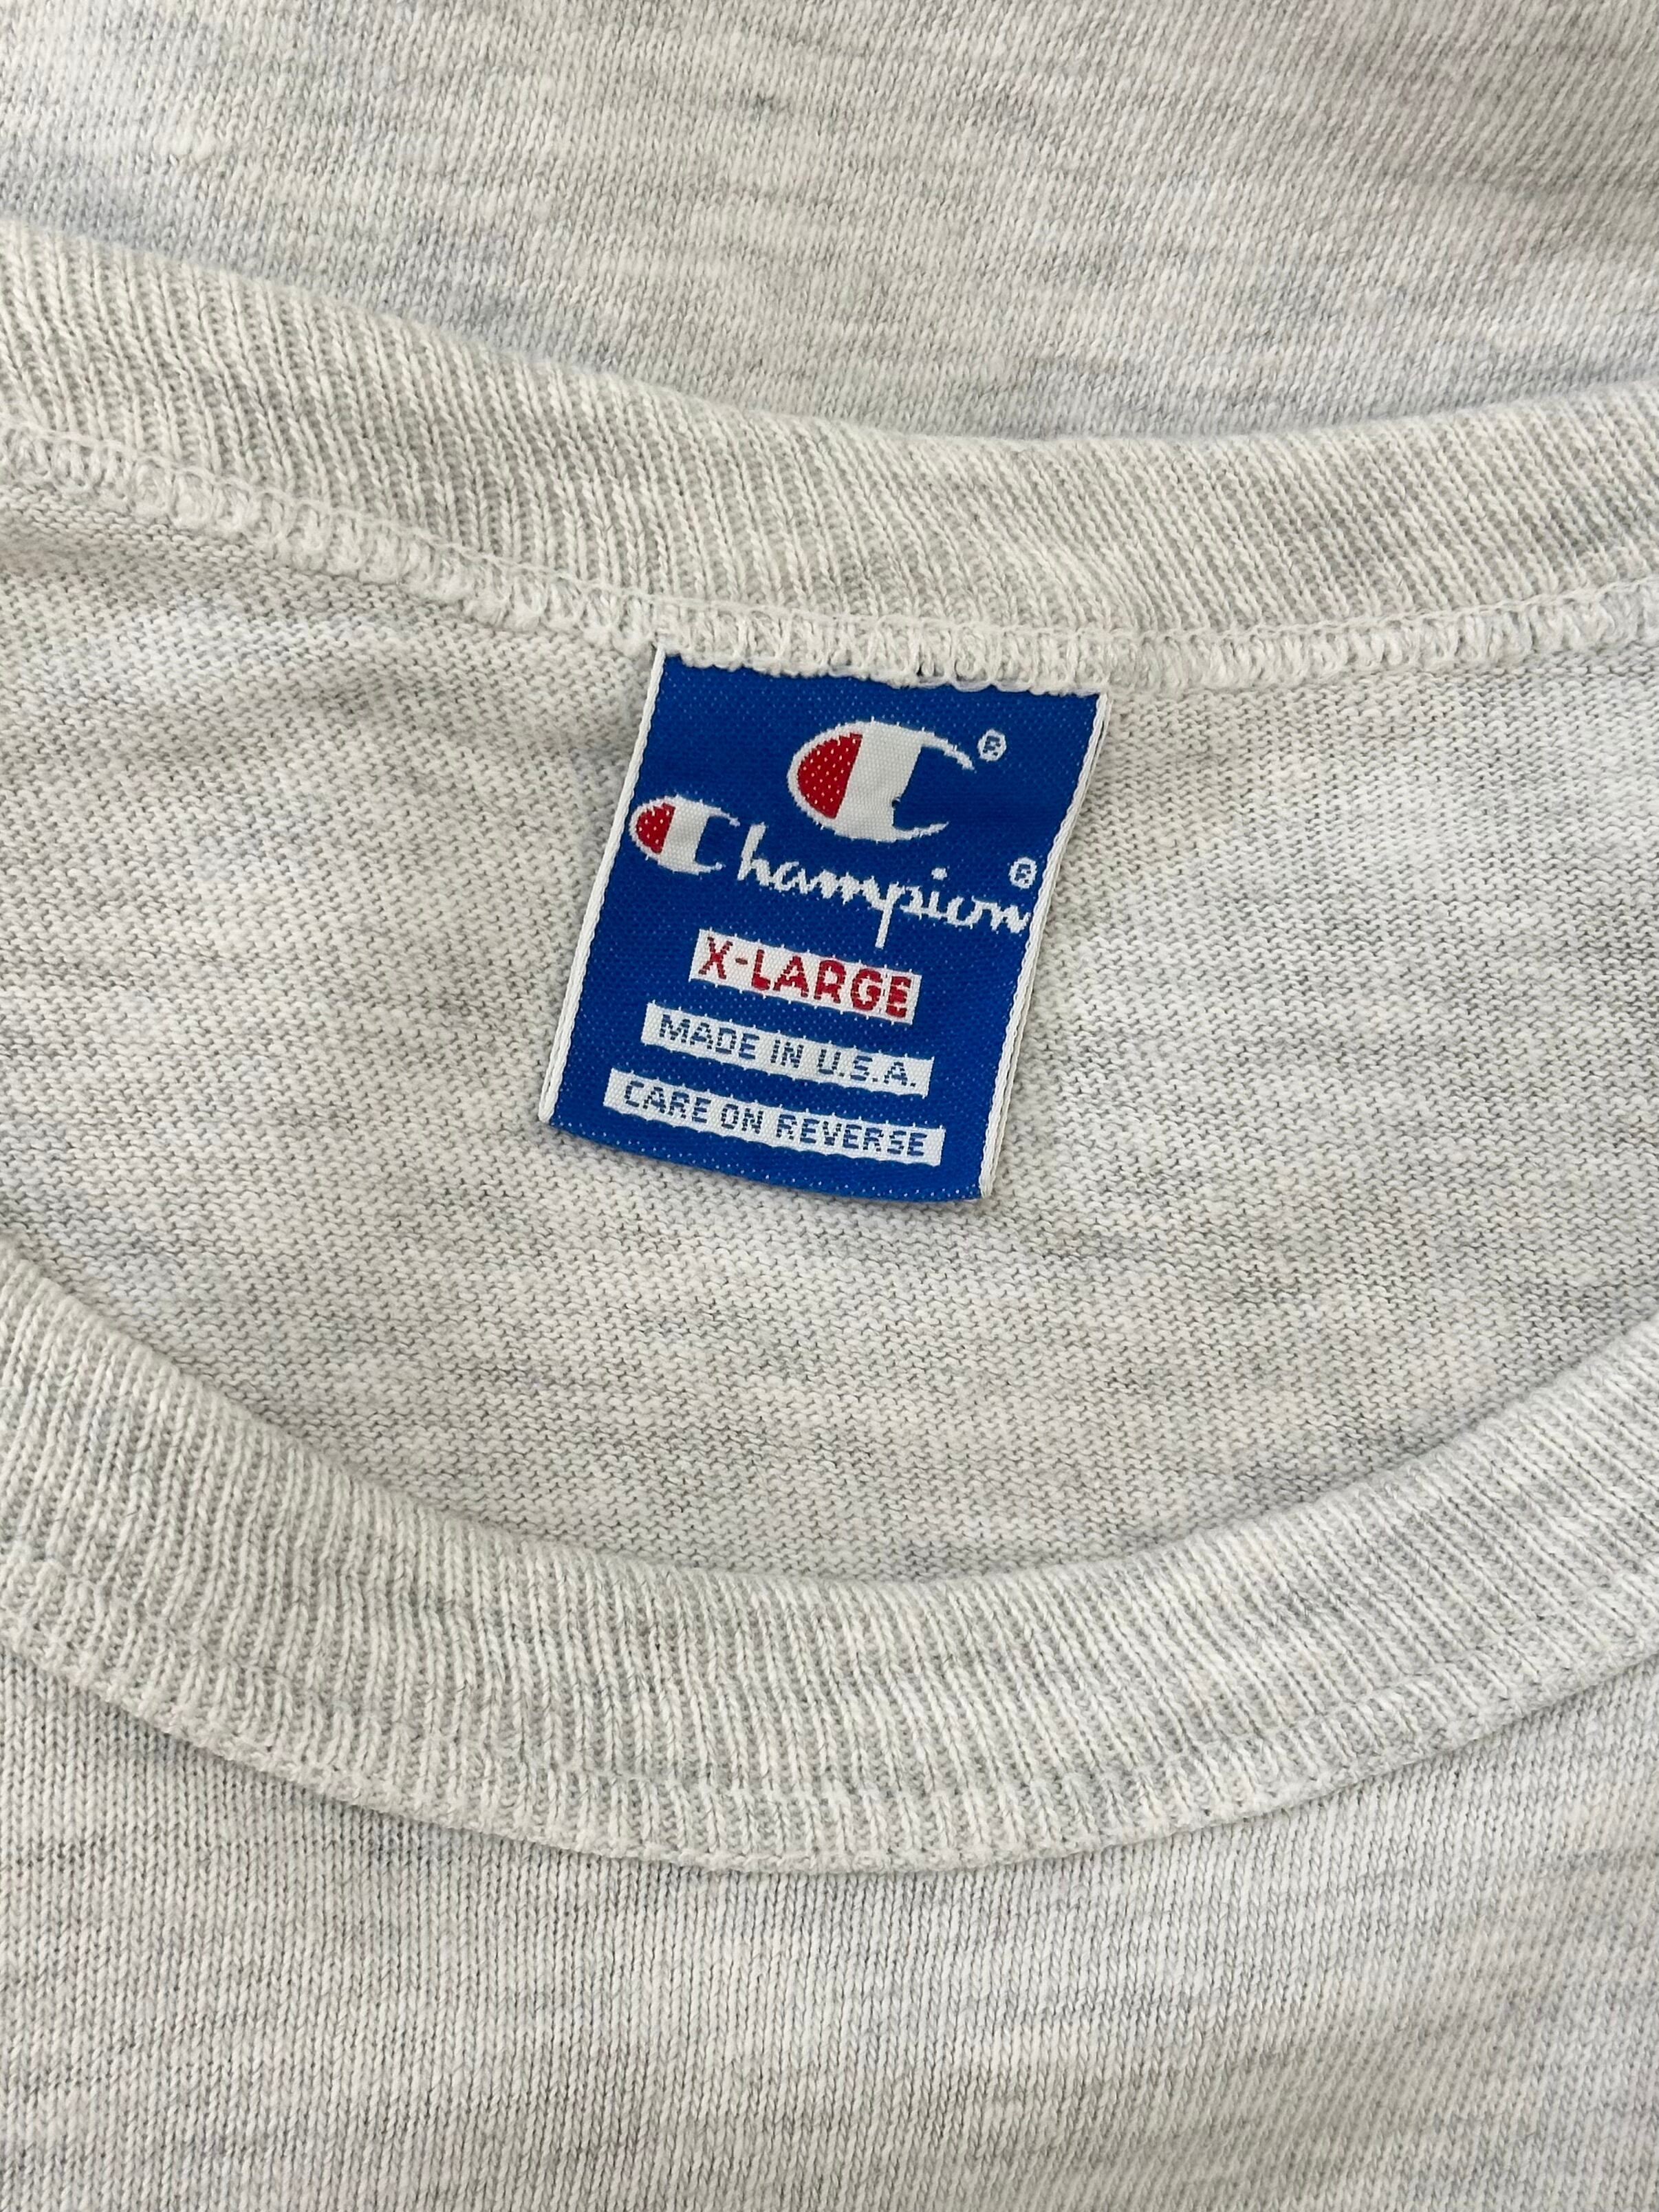 C®
Champion®
X-LARGE
MADE IN U.S.A.
CARE ON REVERSE